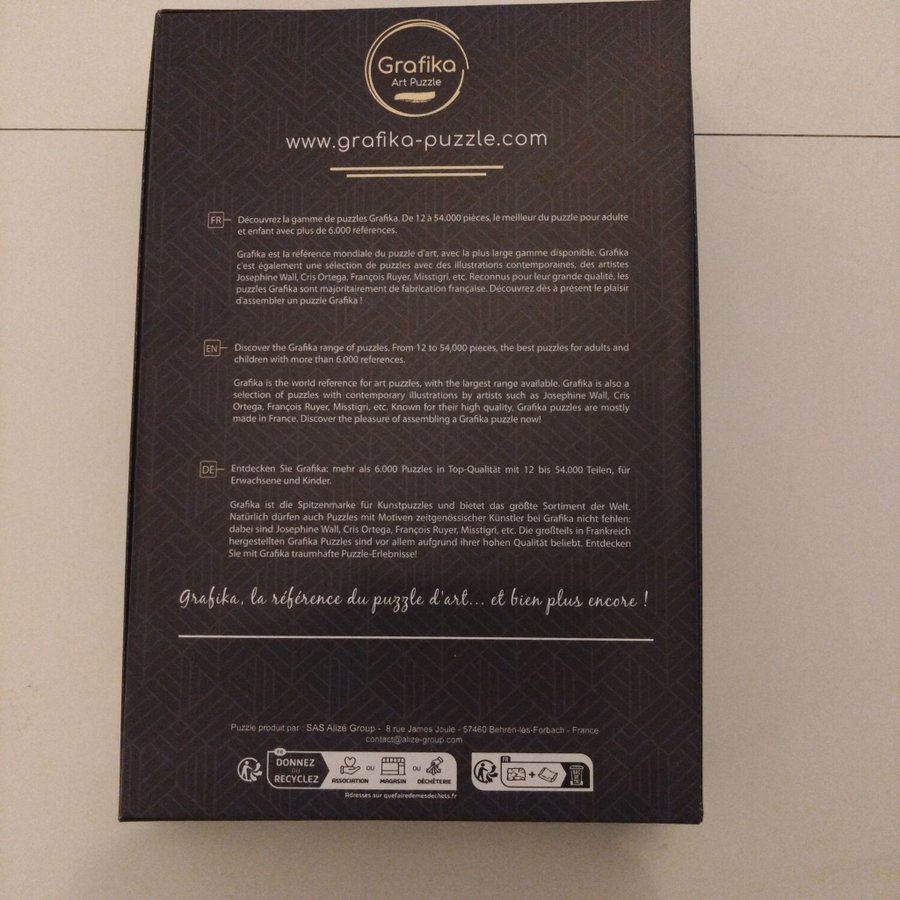 Grafika
Art Puzzle
www.grafika-puzzle.com
FR
Découvrez la gamme de puzzles Grafika. De 12 à 54.000 pièces, le meilleur du puzzle pour adulte
et enfant avec plus de 6.000 références.
Grafika est la référence mondiale du puzzle d'art, avec la plus large gamme disponible. Grafika
c'est également une sélection de puzzles avec des illustrations contemporaines, des artistes
Josephine Wall, Cris Ortega, François Ruyer, Misstigri, etc. Reconnus pour leur grande qualité, les
puzzles Grafika sont majoritairement de fabrication française. Découvrez dès à présent le plaisir
d'assembler un puzzle Grafika !
EN
Discover the Grafika range of puzzles. From 12 to 54,000 pieces, the best puzzles for adults and
children with more than 6.000 references.
Grafika is the world reference for art puzzles, with the largest range available. Grafika is also a
selection of puzzles with contemporary illustrations by artists such as Josephine Wall, Cris
Ortega, François Ruyer, Misstigri, etc. Known for their high quality, Grafika puzzles are mostly
made in France. Discover the pleasure of assembling a Grafika puzzle now!
DE
Entdecken Sie Grafika: mehr als 6.000 Puzzles in Top-Qualität mit 12 bis 54.000 Teilen, für
Erwachsene und Kinder.
Grafika ist die Spitzenmarke für Kunstpuzzles und bietet das größte Sortiment der Welt.
Natürlich dürfen auch Puzzles mit Motiven zeitgenössischer Künstler bei Grafika nicht fehlen:
dabei sind Josephine Wall, Cris Ortega, François Ruyer, Misstigri, etc. Die großteils in Frankreich
hergestellten Grafika Puzzles sind vor allem aufgrund ihrer hohen Qualität beliebt. Entdecken
Sie mit Grafika traumhafte Puzzle-Erlebnisse!
Grafika, la référence du puzzle d'art... et bien plus encore !
Puzzle produit par : SAS Alizé Group - 8 rue James Joule - 57460 Behren-lès-Forbach - France
contact@alize-group.com
FR
DONNEZ
OU
RECYCLEZ
ASSOCIATION
OU
MAGASIN
OU
DÉCHÈTERIE
Adresses sur quefairedemesdechets.fr
FR
+
BAC
DE
TRI